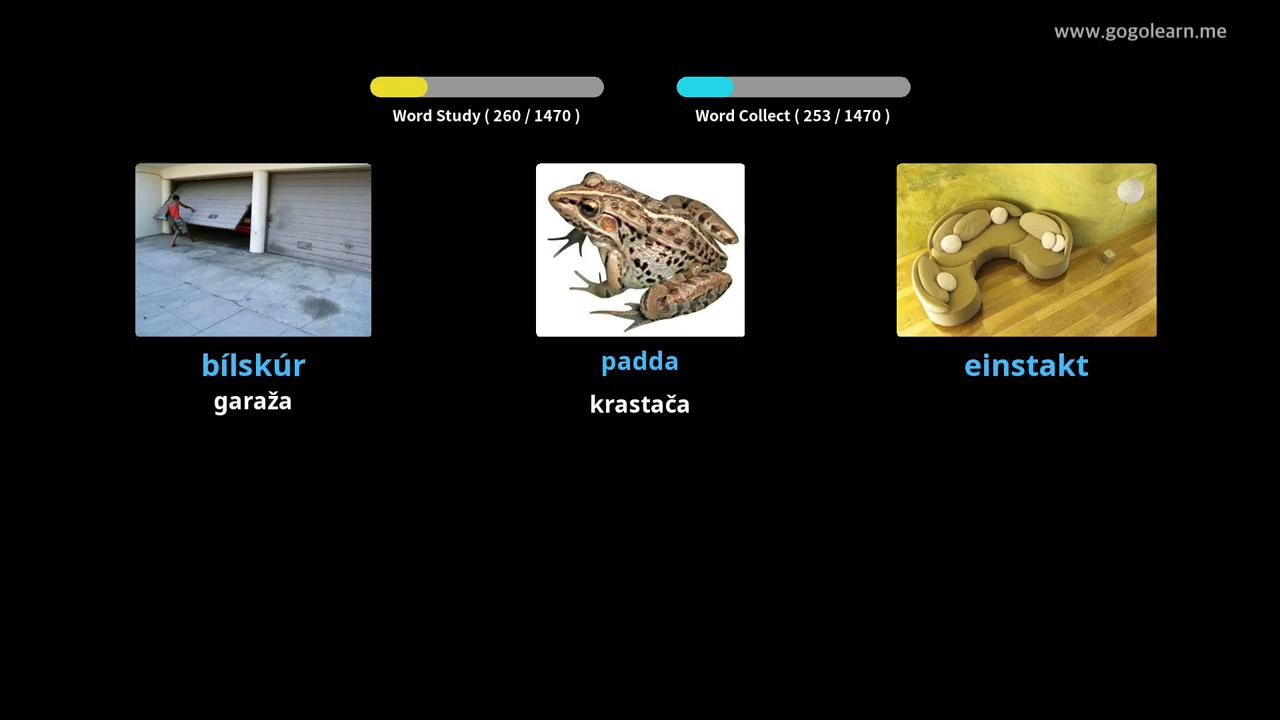 www.gogolearn.me
Word Study ( 260 / 1470 )
Word Collect ( 253 / 1470 )
bílskúr
garaža
padda
krastača
einstakt